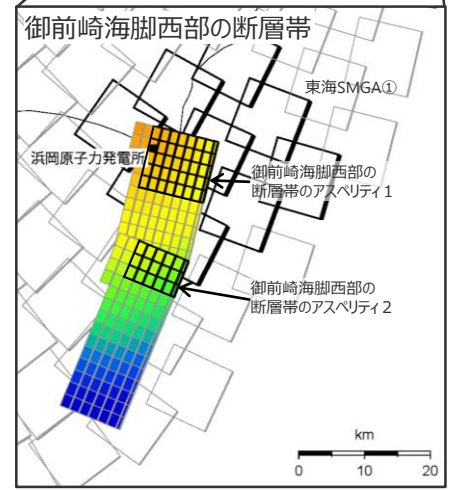 御前崎海脚西部の断層帯
東海SMGA①
浜岡原子力発電所
御前崎海脚西部の
断層帯のアスペリティ1
御前崎海脚西部の
断層帯のアスペリティ2
km
0 10 20